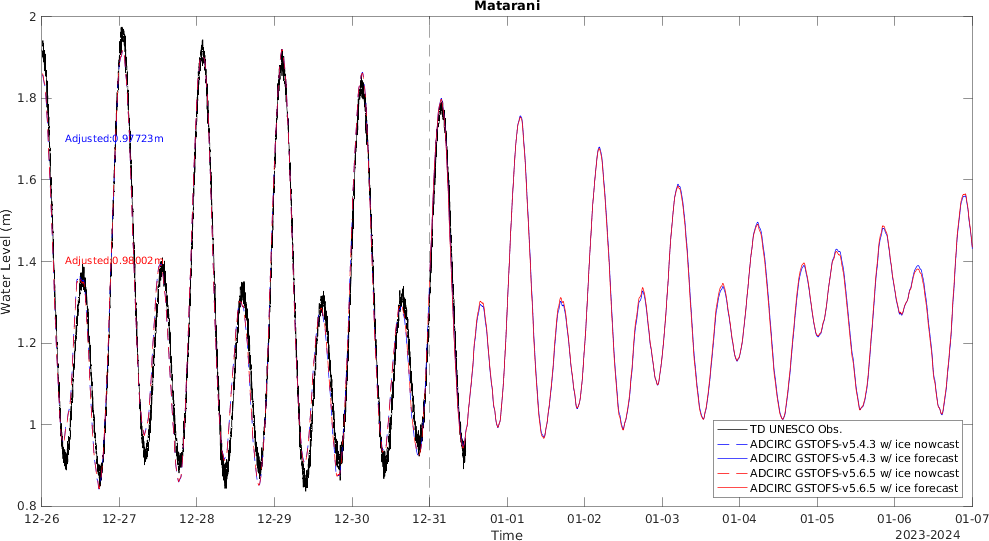 Matarani
2
1.8
1.6
1.4
1.2
1
0.8
Water Level (m)
Adjusted:0.97723m
Adjusted:0.98002m
TD UNESCO Obs.
ADCIRC GSTOFS-v5.4.3 w/ ice nowcast
ADCIRC GSTOFS-v5.4.3 w/ ice forecast
ADCIRC GSTOFS-v5.6.5 w/ ice nowcast
ADCIRC GSTOFS-v5.6.5 w/ ice forecast
12-26 12-27 12-28 12-29 12-30 12-31 01-01 01-02 01-03 01-04 01-05 01-06 01-07
Time
2023-2024